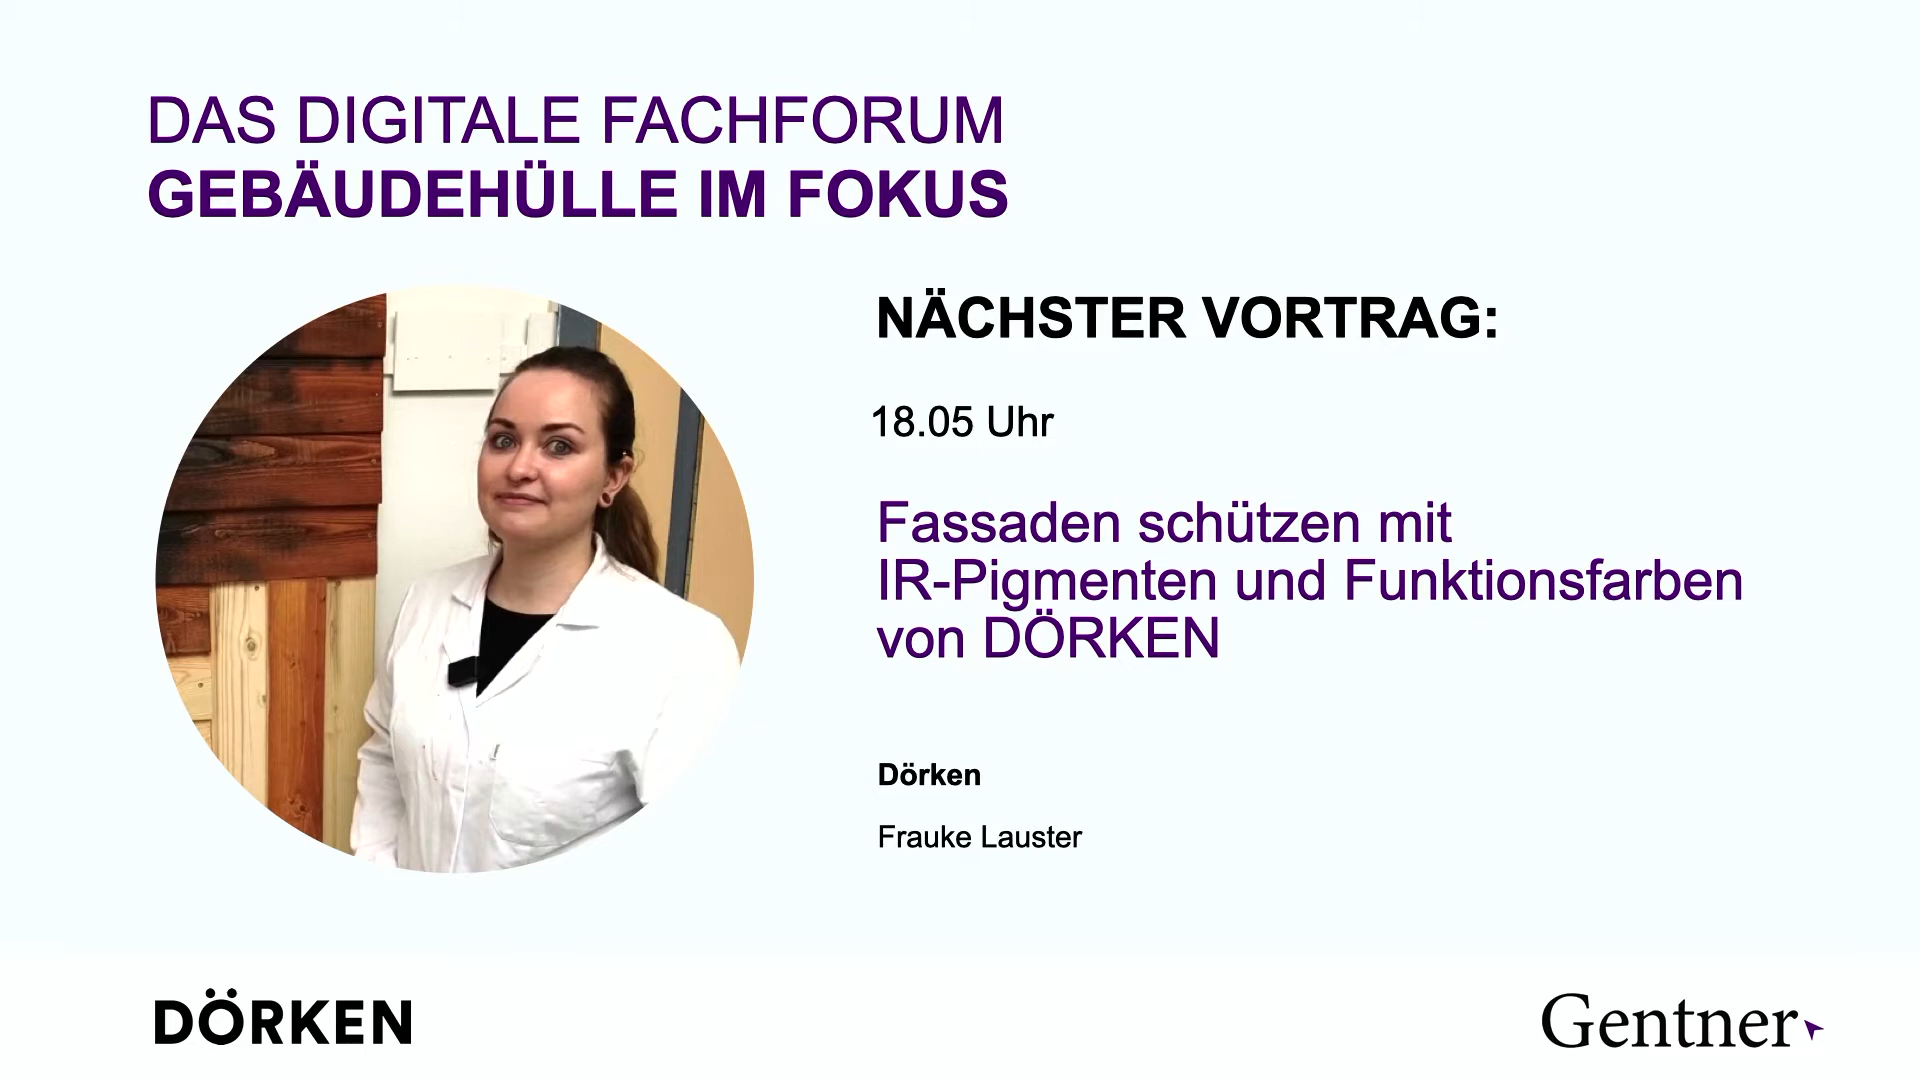 DAS DIGITALE FACHFORUM
GEBÄUDEHÜLLE IM FOKUS
NÄCHSTER VORTRAG:
18.05 Uhr
Fassaden schützen mit
IR-Pigmenten und Funktionsfarben
von DÖRKEN
Dörken
Frauke Lauster
DÖRKEN
Gentner